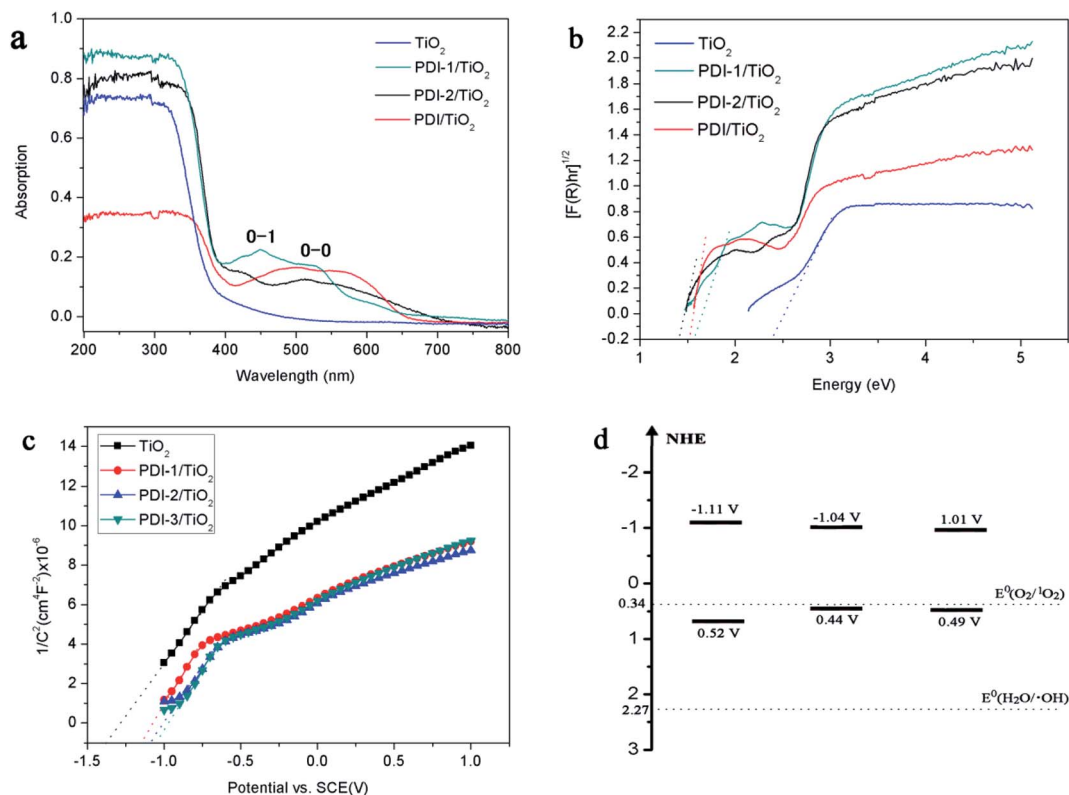 a
1.0
0.8
0.6
0.4
0.2
0.0
Absorption
TiO2
PDI-1/TiO2
PDI-2/TiO2
PDI/TiO2
0-1
0-0
200 300 400 500 600 700 800
Wavelength (nm)
b
2.2
2.0
1.8
1.6
1.4
1.2
1.0
0.8
0.6
0.4
0.2
0.0
-0.2
[F(R)hr]1/2
TiO2
PDI-1/TiO2
PDI-2/TiO2
PDI/TiO2
1 2 3 4 5
Energy (eV)
c
14
12
10
8
6
4
2
0
1/C2(cm4F-2)x10-6
TiO2
PDI-1/TiO2
PDI-2/TiO2
PDI-3/TiO2
-1.5 -1.0 -0.5 0.0 0.5 1.0
Potential vs. SCE(V)
d
NHE
-2
-1
0
0.34
1
2
2.27
3
-1.11 V
-1.04 V
1.01 V
E0(O2/1O2)
0.52 V
0.44 V
0.49 V
E0(H2O/·OH)